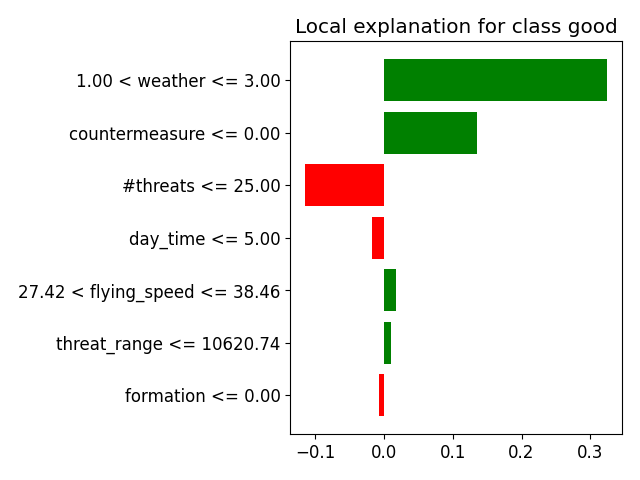 Local explanation for class good
1.00 < weather <= 3.00
countermeasure <= 0.00
#threats <= 25.00
day_time <= 5.00
27.42 < flying_speed <= 38.46
threat_range <= 10620.74
formation <= 0.00
−0.1 0.0 0.1 0.2 0.3